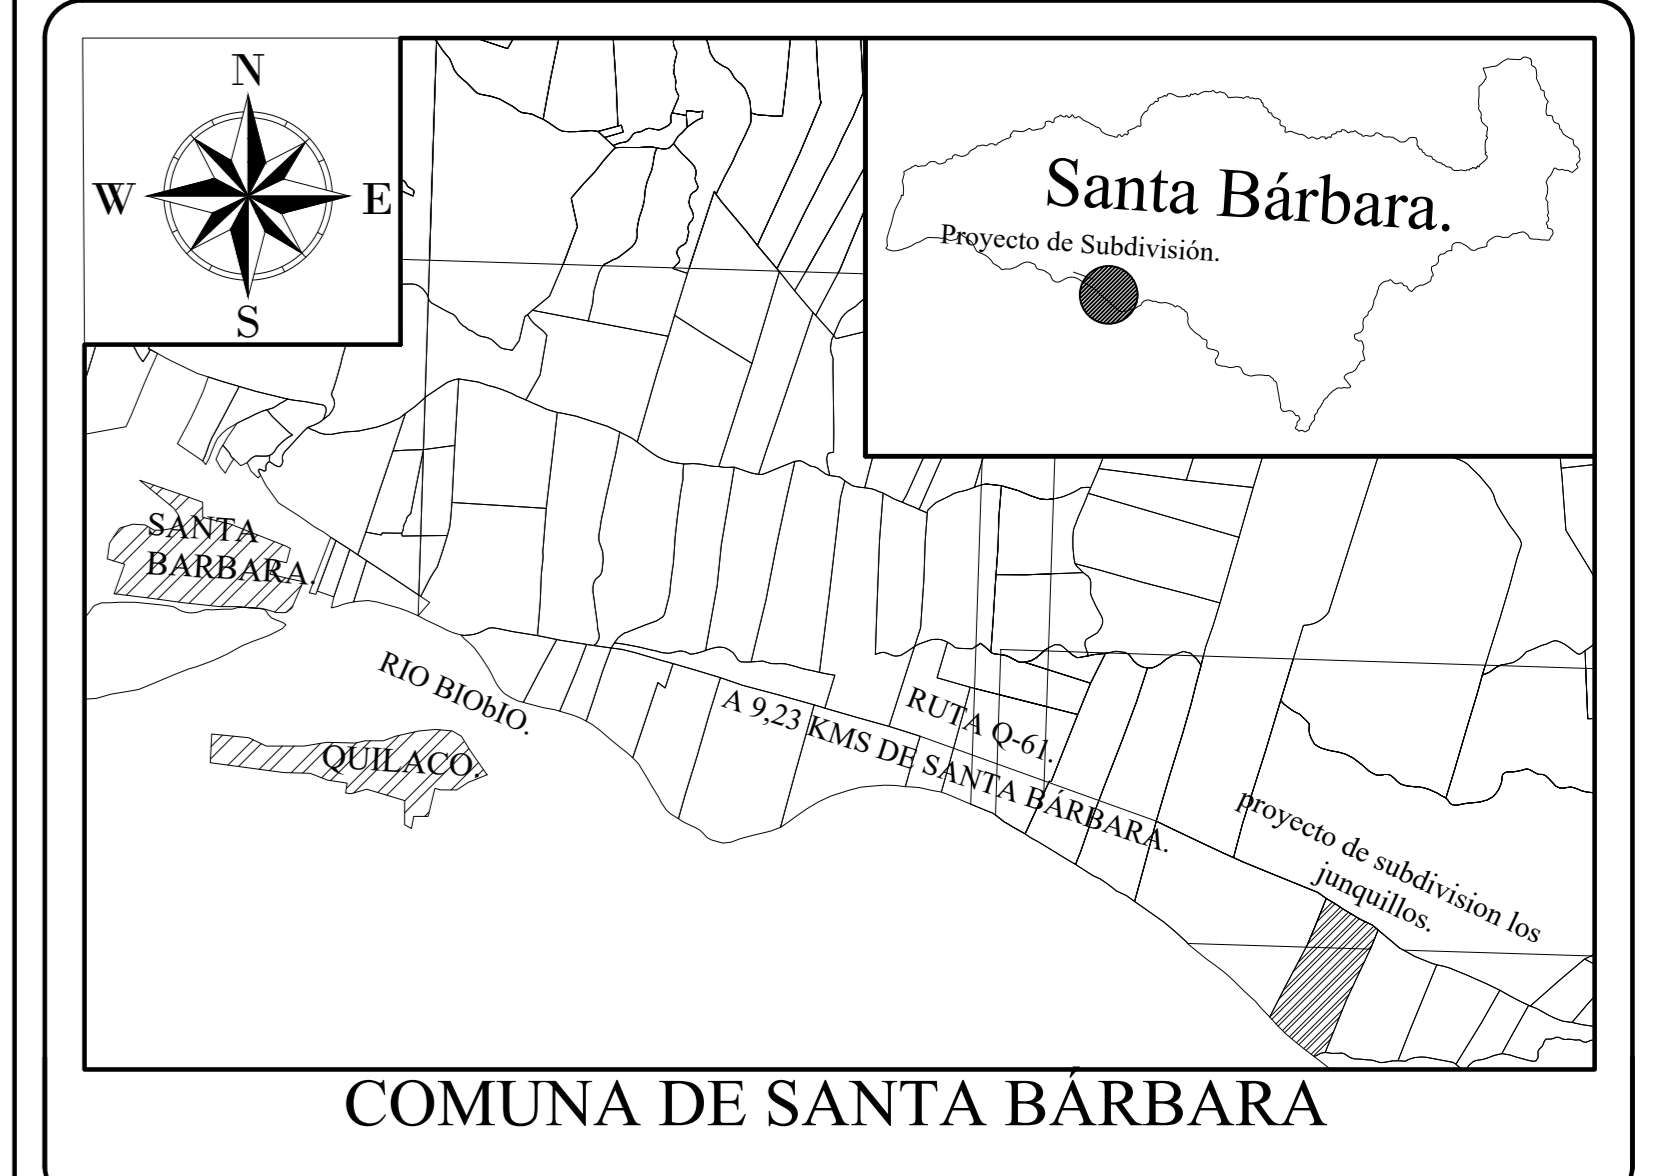 N
W
E
S
Santa Bárbara.
Proyecto de Subdivisión.
SANTA
BARBARA.
RIO BIObIO.
QUILACO.
RUTA Q-61.
A 9,23 KMS DE SANTA BÁRBARA.
proyecto de subdivision los
junquillos.
COMUNA DE SANTA BÁRBARA